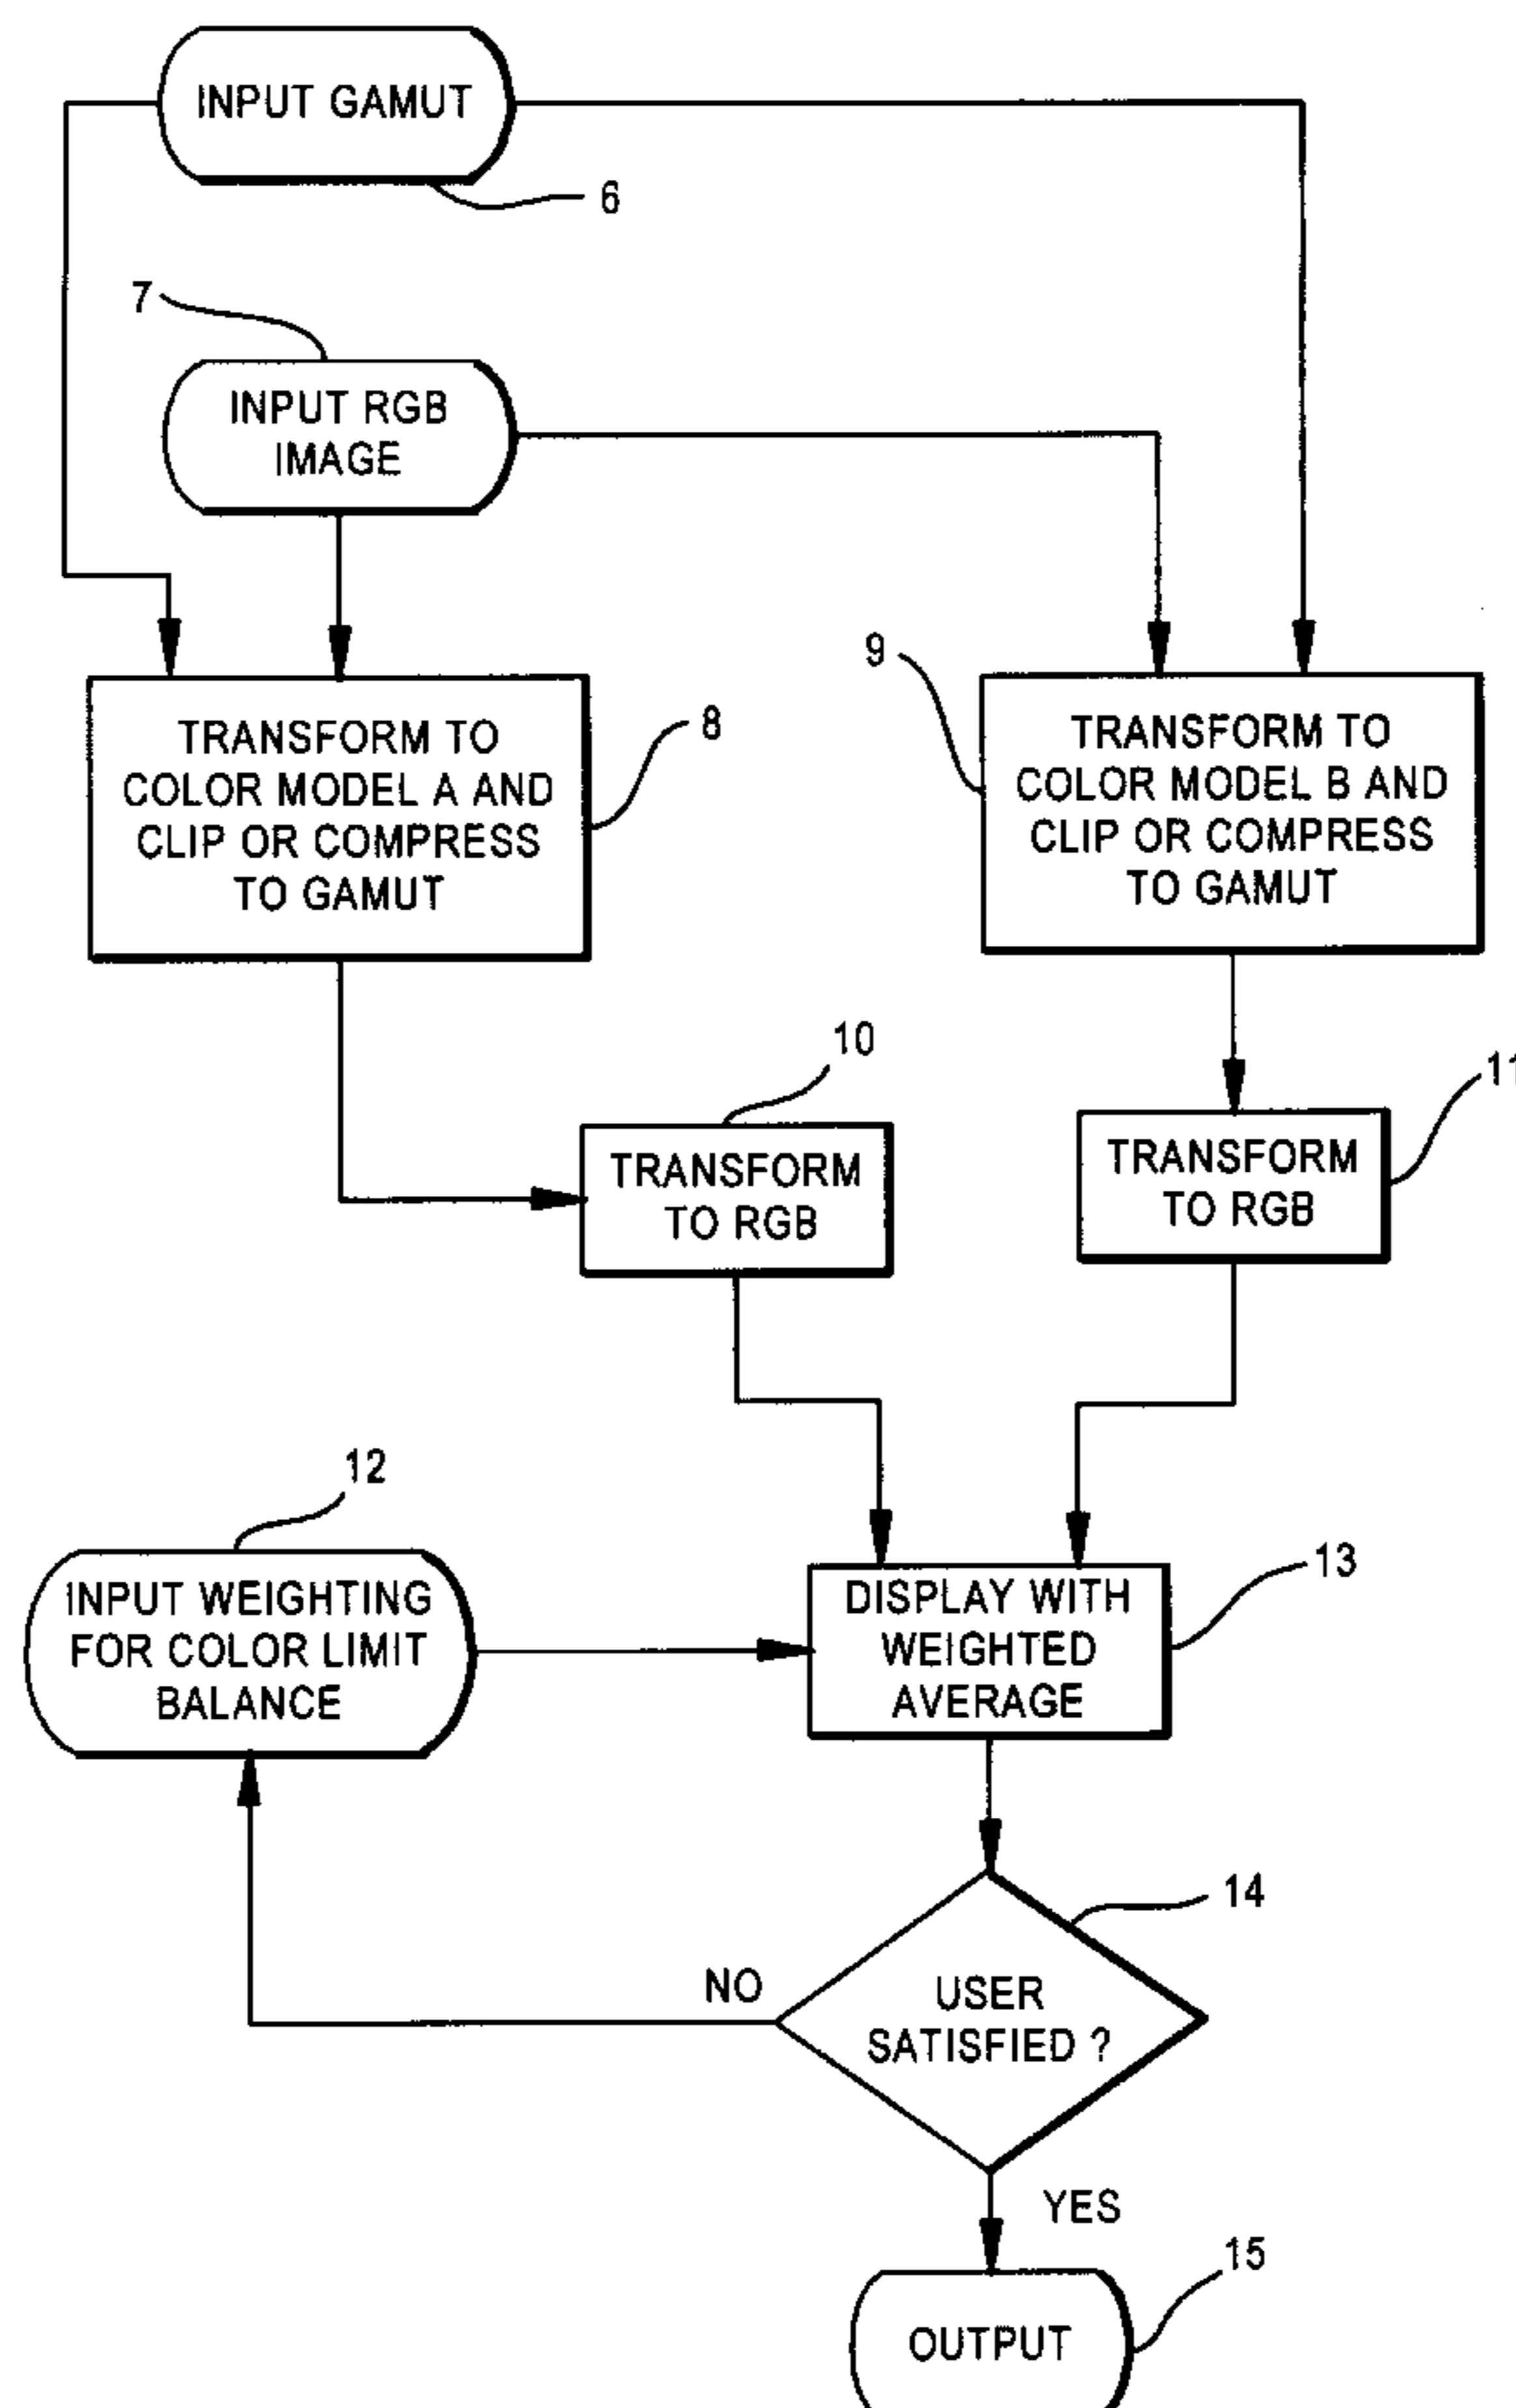 INPUT GAMUT
6
7
INPUT RGB
IMAGE
TRANSFORM TO
COLOR MODEL A AND
CLIP OR COMPRESS
TO GAMUT
8
9
TRANSFORM TO
COLOR MODEL B AND
CLIP OR COMPRESS
TO GAMUT
10
TRANSFORM
TO RGB
11
TRANSFORM
TO RGB
12
INPUT WEIGHTING
FOR COLOR LIMIT
BALANCE
DISPLAY WITH
WEIGHTED
AVERAGE
13
14
NO
USER
SATISFIED ?
YES
15
OUTPUT